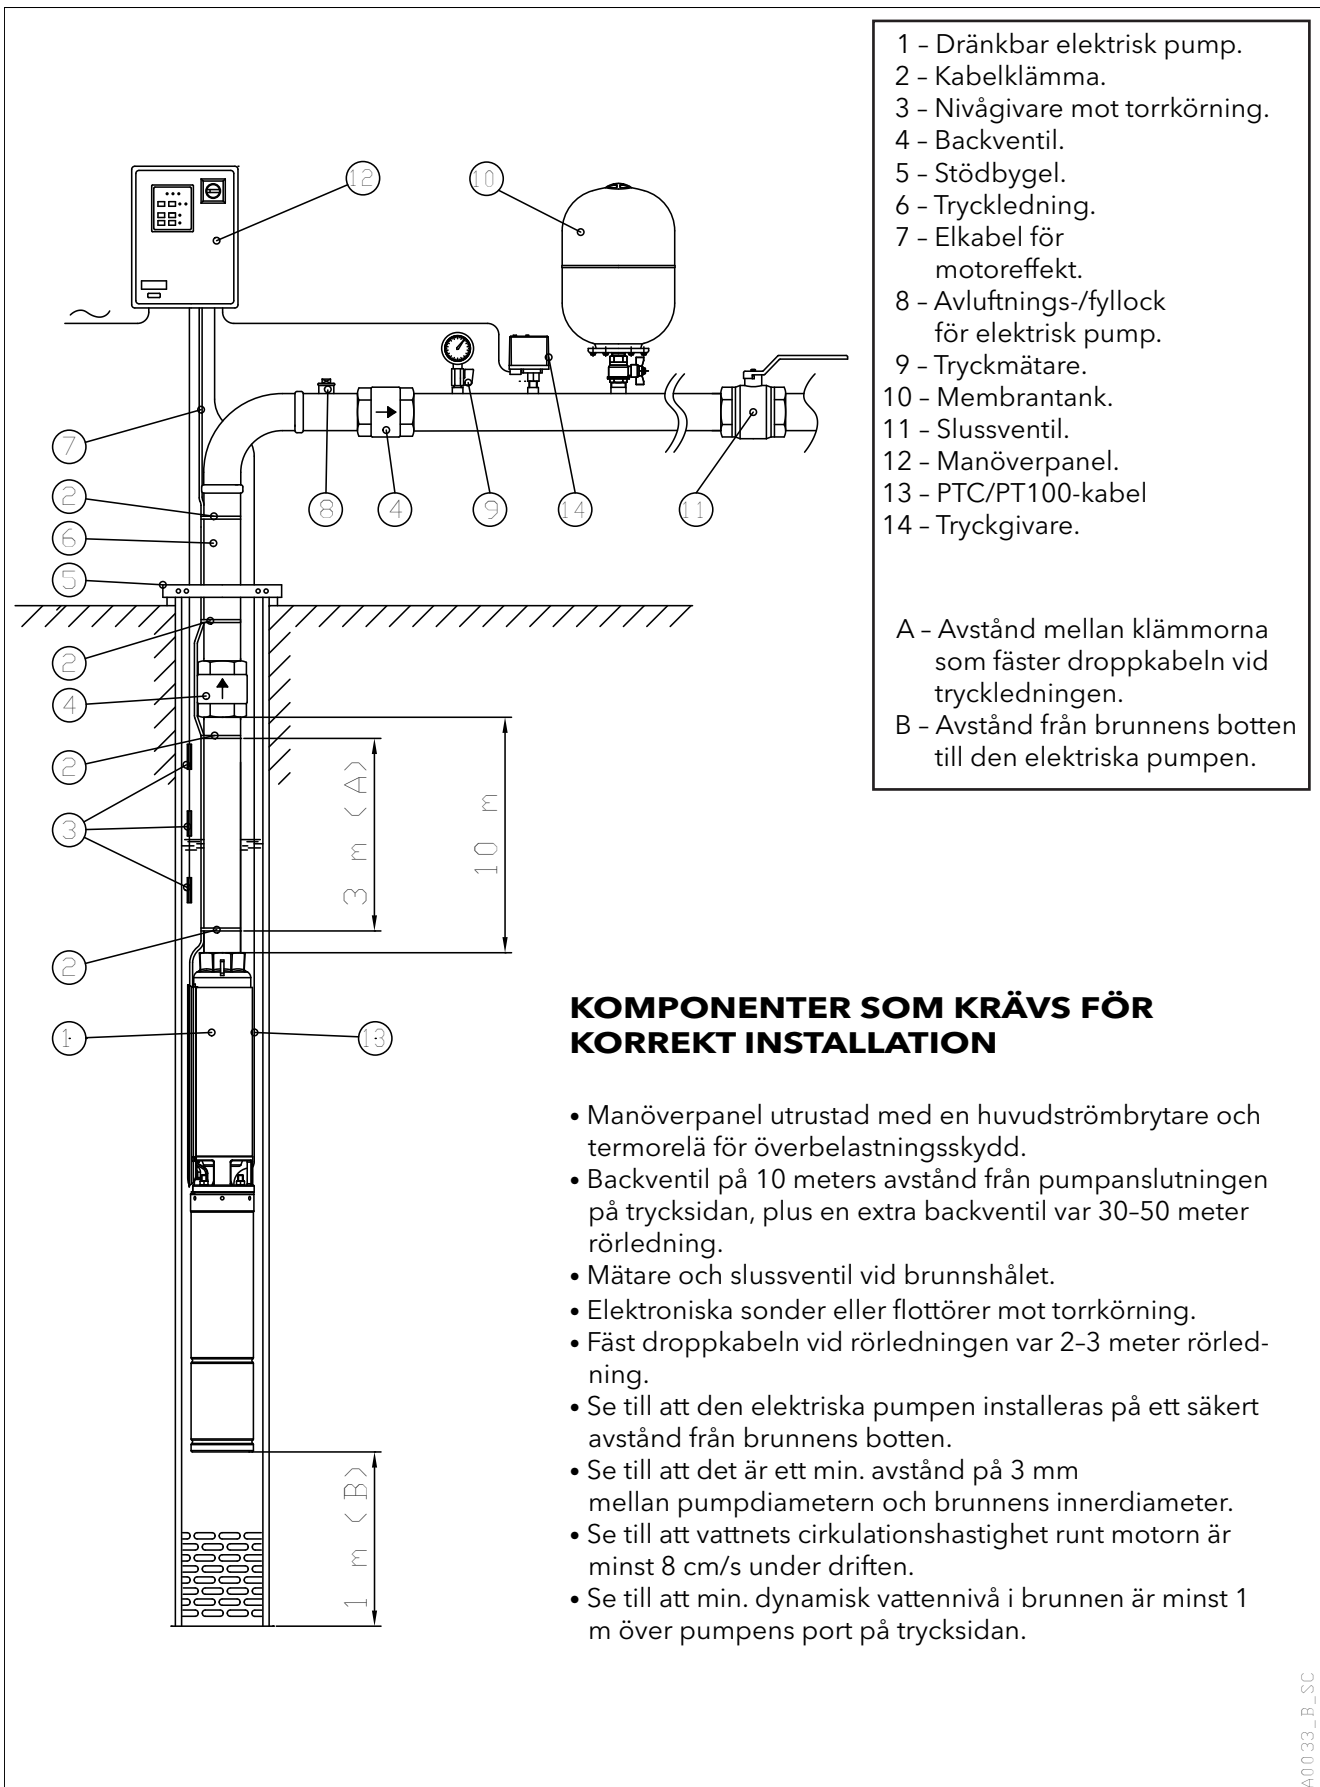 1 – Dränkbar elektrisk pump.
2 – Kabelklämma.
3 – Nivågivare mot torrkörning.
4 – Backventil.
5 – Stödbygel.
6 – Tryckledning.
7 – Elkabel för
motoreffekt.
8 – Avluftnings-/fyllock
för elektrisk pump.
9 – Tryckmätare.
10 – Membrantank.
11 – Slussventil.
12 – Manöverpanel.
13 – PTC/PT100-kabel
14 – Tryckgivare.
A – Avstånd mellan klämmorna
som fäster droppkabeln vid
tryckledningen.
B – Avstånd från brunnens botten
till den elektriska pumpen.
12
10
7
2
6
5
8
4
9
14
11
2
4
2
3
2
1
13
3 m (A)
10 m
1 m (B)
KOMPONENTER SOM KRÄVS FÖR
KORREKT INSTALLATION
• Manöverpanel utrustad med en huvudströmbrytare och
termorelä för överbelastningsskydd.
• Backventil på 10 meters avstånd från pumpanslutningen
på trycksidan, plus en extra backventil var 30–50 meter
rörledning.
• Mätare och slussventil vid brunnshålet.
• Elektroniska sonder eller flottörer mot torrkörning.
• Fäst droppkabeln vid rörledningen var 2–3 meter rörled-
ning.
• Se till att den elektriska pumpen installeras på ett säkert
avstånd från brunnens botten.
• Se till att det är ett min. avstånd på 3 mm
mellan pumpdiametern och brunnens innerdiameter.
• Se till att vattnets cirkulationshastighet runt motorn är
minst 8 cm/s under driften.
• Se till att min. dynamisk vattennivå i brunnen är minst 1
m över pumpens port på trycksidan.
A0033_B_SC